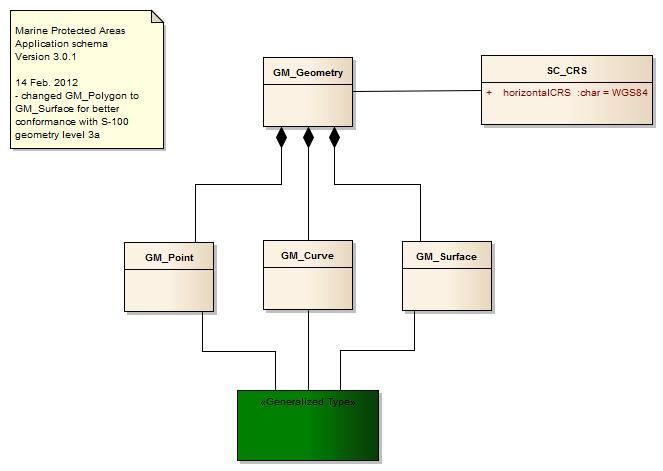 Marine Protected Areas
Application schema
Version 3.0.1
14 Feb. 2012
- changed GM_Polygon to
GM_Surface for better
conformance with S-100
geometry level 3a
GM_Geometry
SC_CRS
+ horizontalCRS :char = WGS84
GM_Point
GM_Curve
GM_Surface
«Generalized Type»